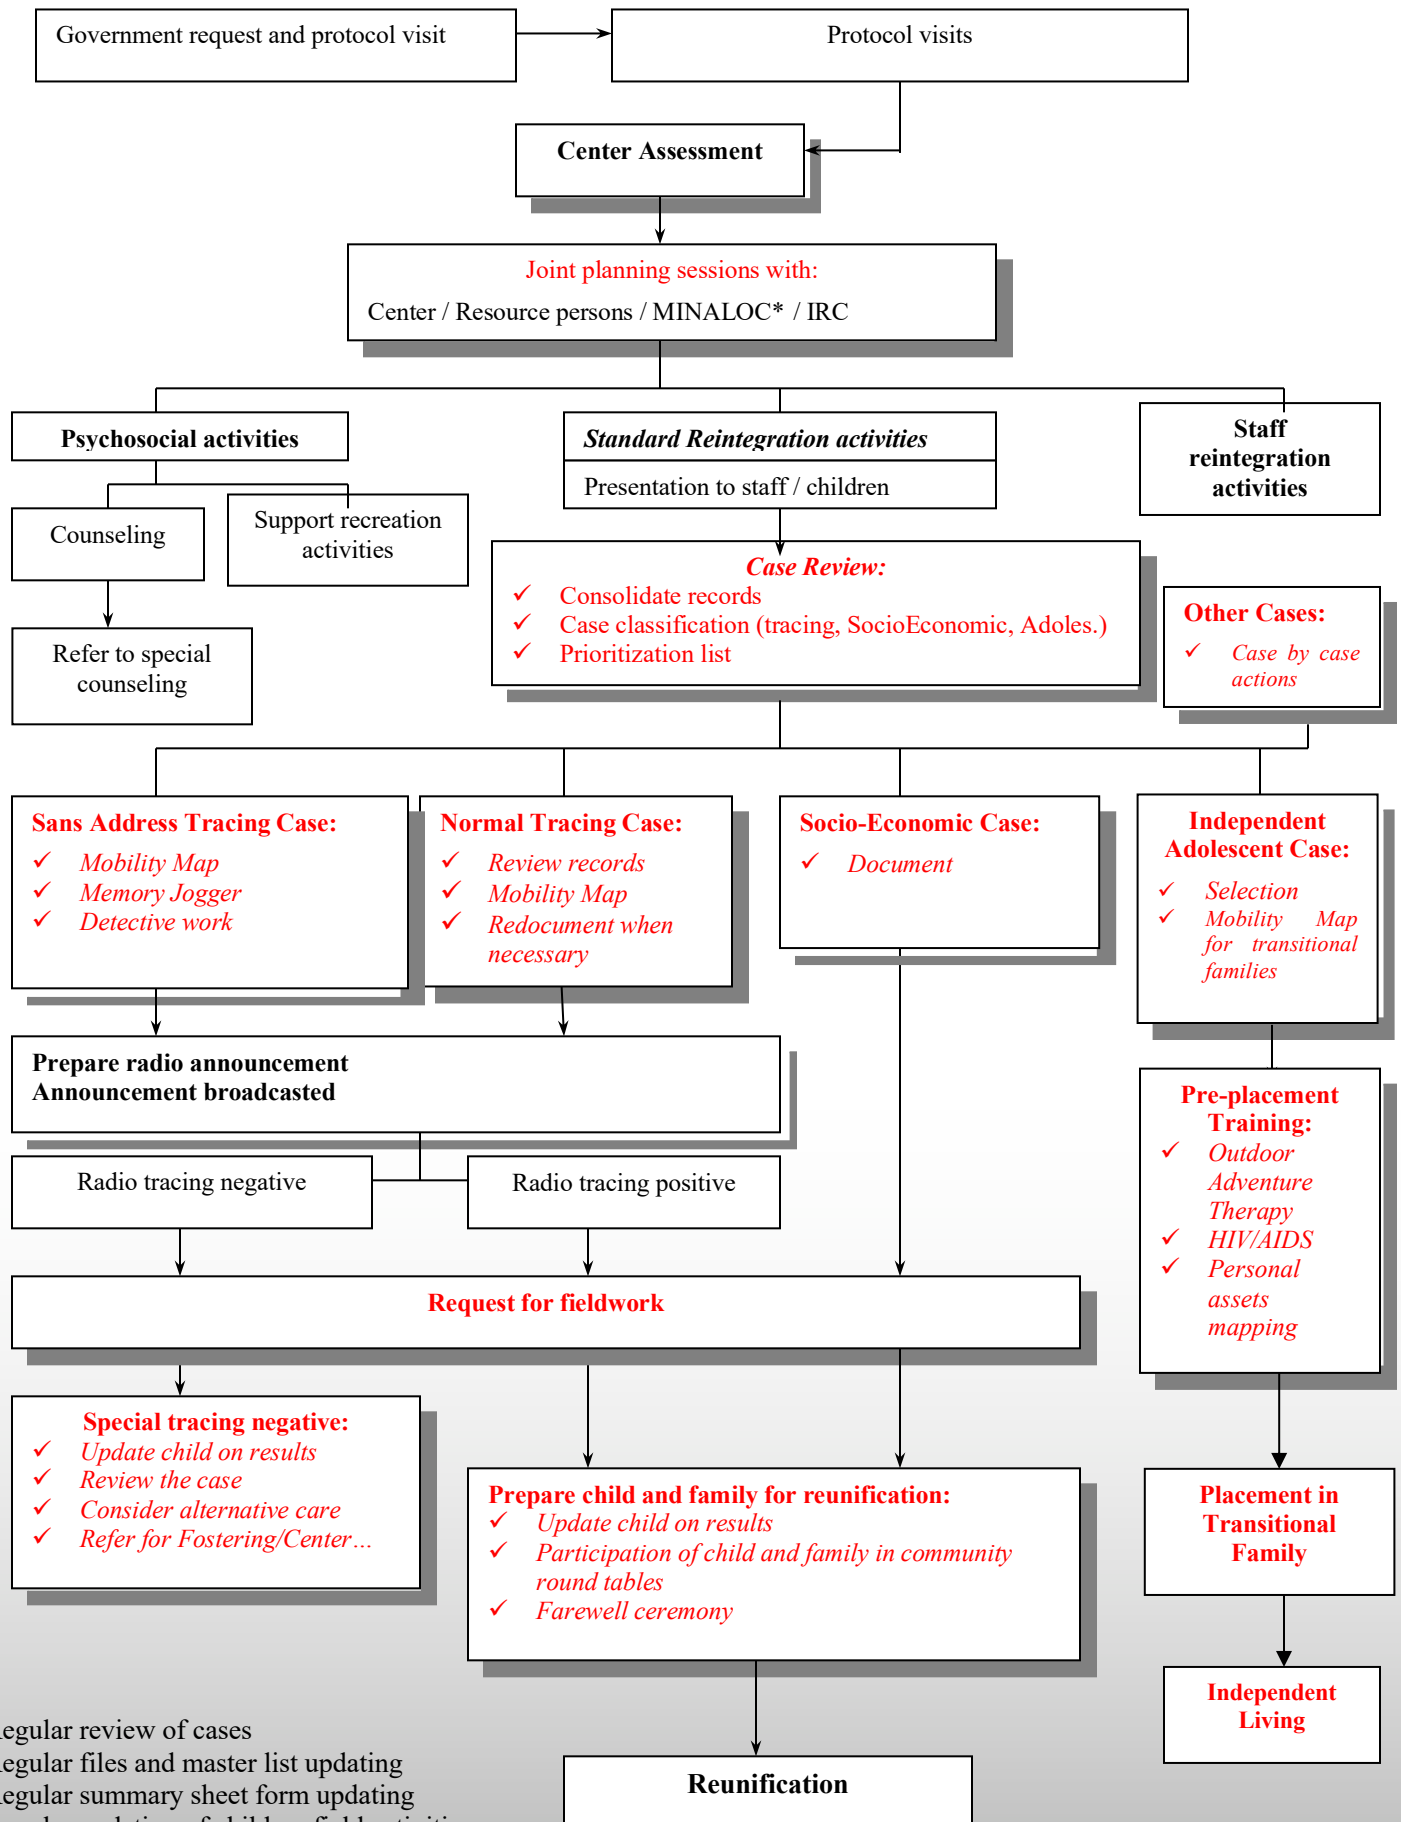 Government request and protocol visit
Protocol visits
Center Assessment
Joint planning sessions with:
Center / Resource persons / MINALOC* / IRC
Psychosocial activities
Standard Reintegration activities
Presentation to staff / children
Staff
reintegration
activities
Counseling
Support recreation
activities
Refer to special
counseling
Case Review:
✓ Consolidate records
✓ Case classification (tracing, SocioEconomic, Adoles.)
✓ Prioritization list
Other Cases:
✓ Case by case
actions
Sans Address Tracing Case:
✓ Mobility Map
✓ Memory Jogger
✓ Detective work
Normal Tracing Case:
✓ Review records
✓ Mobility Map
✓ Redocument when
necessary
Socio-Economic Case:
✓ Document
Independent
Adolescent Case:
✓ Selection
✓ Mobility Map
for transitional
families
Prepare radio announcement
Announcement broadcasted
Radio tracing negative
Radio tracing positive
Pre-placement
Training:
✓ Outdoor
Adventure
Therapy
✓ HIV/AIDS
✓ Personal
assets
mapping
Request for fieldwork
Special tracing negative:
✓ Update child on results
✓ Review the case
✓ Consider alternative care
✓ Refer for Fostering/Center…
Prepare child and family for reunification:
✓ Update child on results
✓ Participation of child and family in community
round tables
✓ Farewell ceremony
Placement in
Transitional
Family
Independent
Living
Reunification
egular review of cases
egular files and master list updating
egular summary sheet form updating